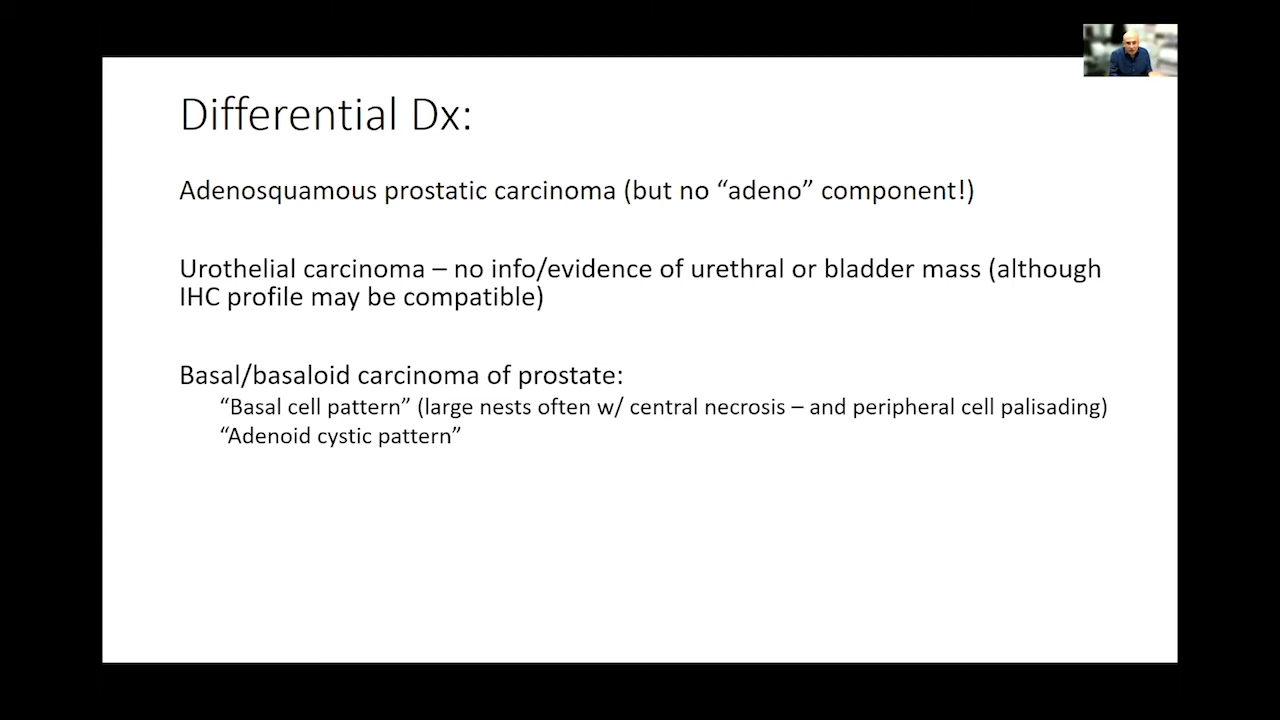 Differential Dx:
Adenosquamous prostatic carcinoma (but no “adeno” component!)
Urothelial carcinoma – no info/evidence of urethral or bladder mass (although
IHC profile may be compatible)
Basal/basaloid carcinoma of prostate:
“Basal cell pattern” (large nests often w/ central necrosis – and peripheral cell palisading)
“Adenoid cystic pattern”